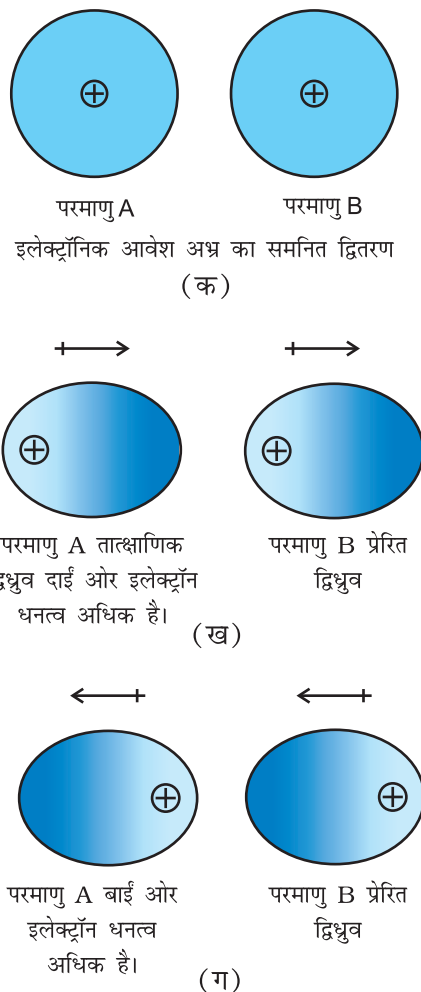 परमाणु A परमाणु B
इलेक्ट्रॉनिक आवेश अभ्र का समनित द्वितरण
(क)
परमाणु A तात्क्षाणिक परमाणु B प्रेरित
द्विध्रुव दाईं ओर इलेक्ट्रॉन द्विध्रुव
धनत्व अधिक है।
(ख)
परमाणु A बाईं ओर परमाणु B प्रेरित
इलेक्ट्रॉन धनत्व द्विध्रुव
अधिक है।
(ग)